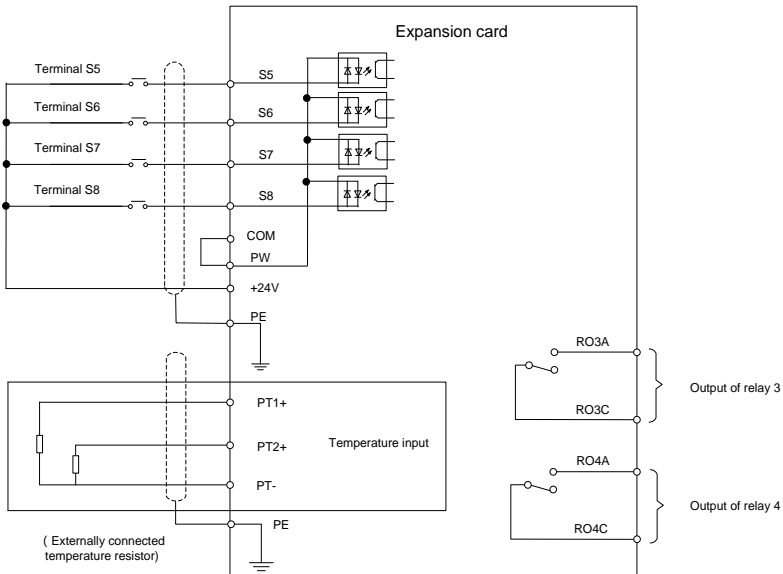 Expansion card
Terminal S5
S5
Terminal S6
S6
Terminal S7
S7
Terminal S8
S8
COM
PW
+24V
PE
RO3A
Output of relay 3
RO3C
PT1+
PT2+
Temperature input
PT-
RO4A
Output of relay 4
RO4C
PE
( Externally connected
temperature resistor)